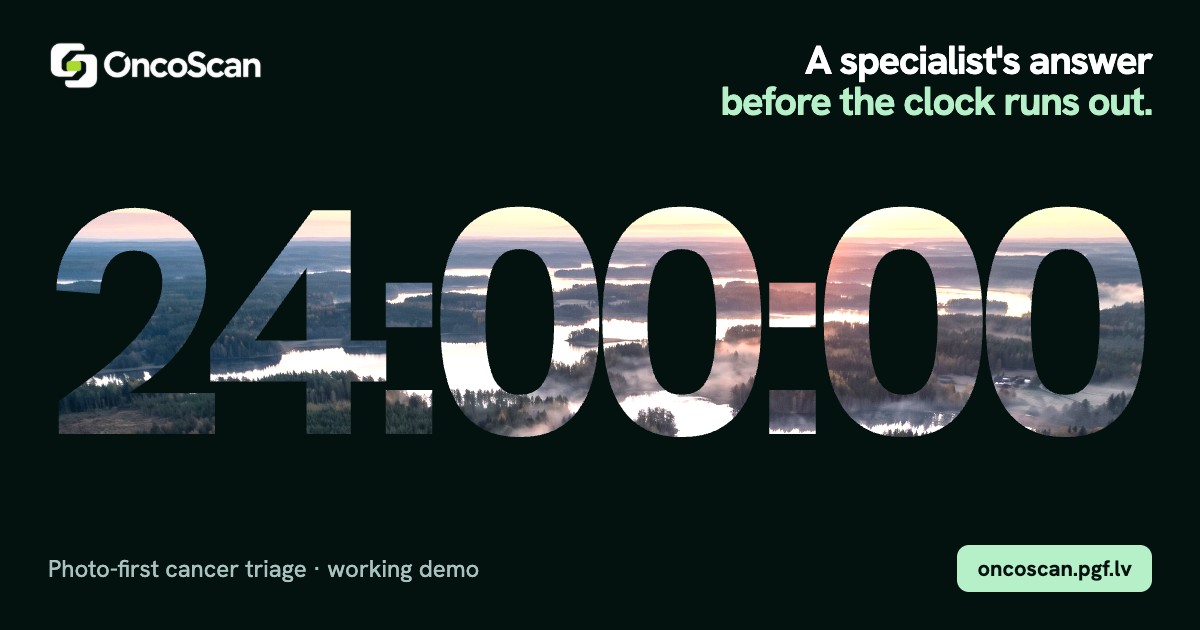 OncoScan
A specialist's answer
before the clock runs out.
24:00:00
Photo-first cancer triage · working demo
oncoscan.pgf.lv